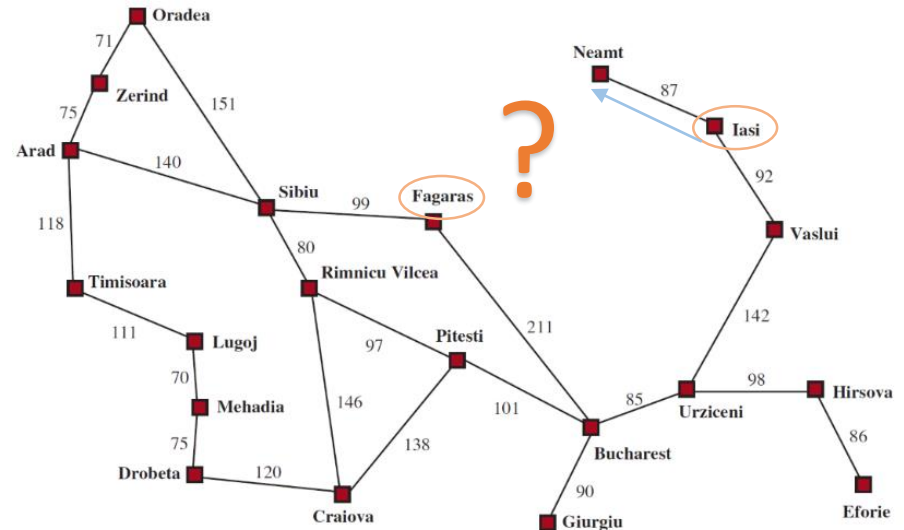 Oradea
71
Neamt
Zerind
87
151
?
75
Iasi
Arad
140
92
Sibiu
99
Fagaras
118
80
Vaslui
Timisoara
Rimnicu Vilcea
111
211
142
Lugoj
97
Pitesti
70
98
Mehadia
146
101
85
Urziceni
Hirsova
138
75
Bucharest
86
Drobeta
120
90
Craiova
Giurgiu
Eforie